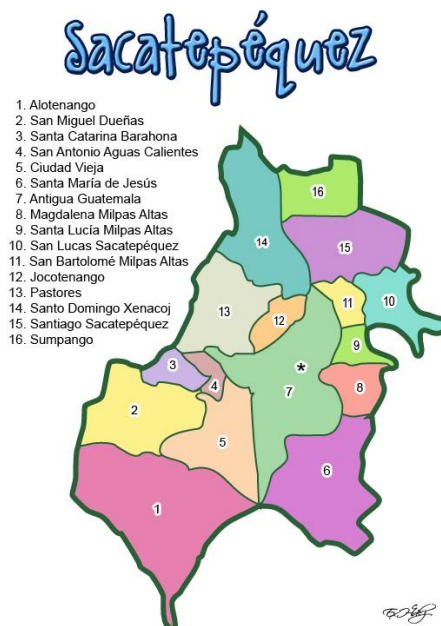 Sacatepéquez
1. Alotenango
2. San Miguel Dueñas
3. Santa Catarina Barahona
4. San Antonio Aguas Calientes
5. Ciudad Vieja
6. Santa María de Jesús
7. Antigua Guatemala
8. Magdalena Milpas Altas
9. Santa Lucía Milpas Altas
10. San Lucas Sacatepéquez
11. San Bartolomé Milpas Altas
12. Jocotenango
13. Pastores
14. Santo Domingo Xenacoj
15. Santiago Sacatepéquez
16. Sumpango
16
14
15
10
11
13
12
9
3
4
*
7
8
2
5
6
1